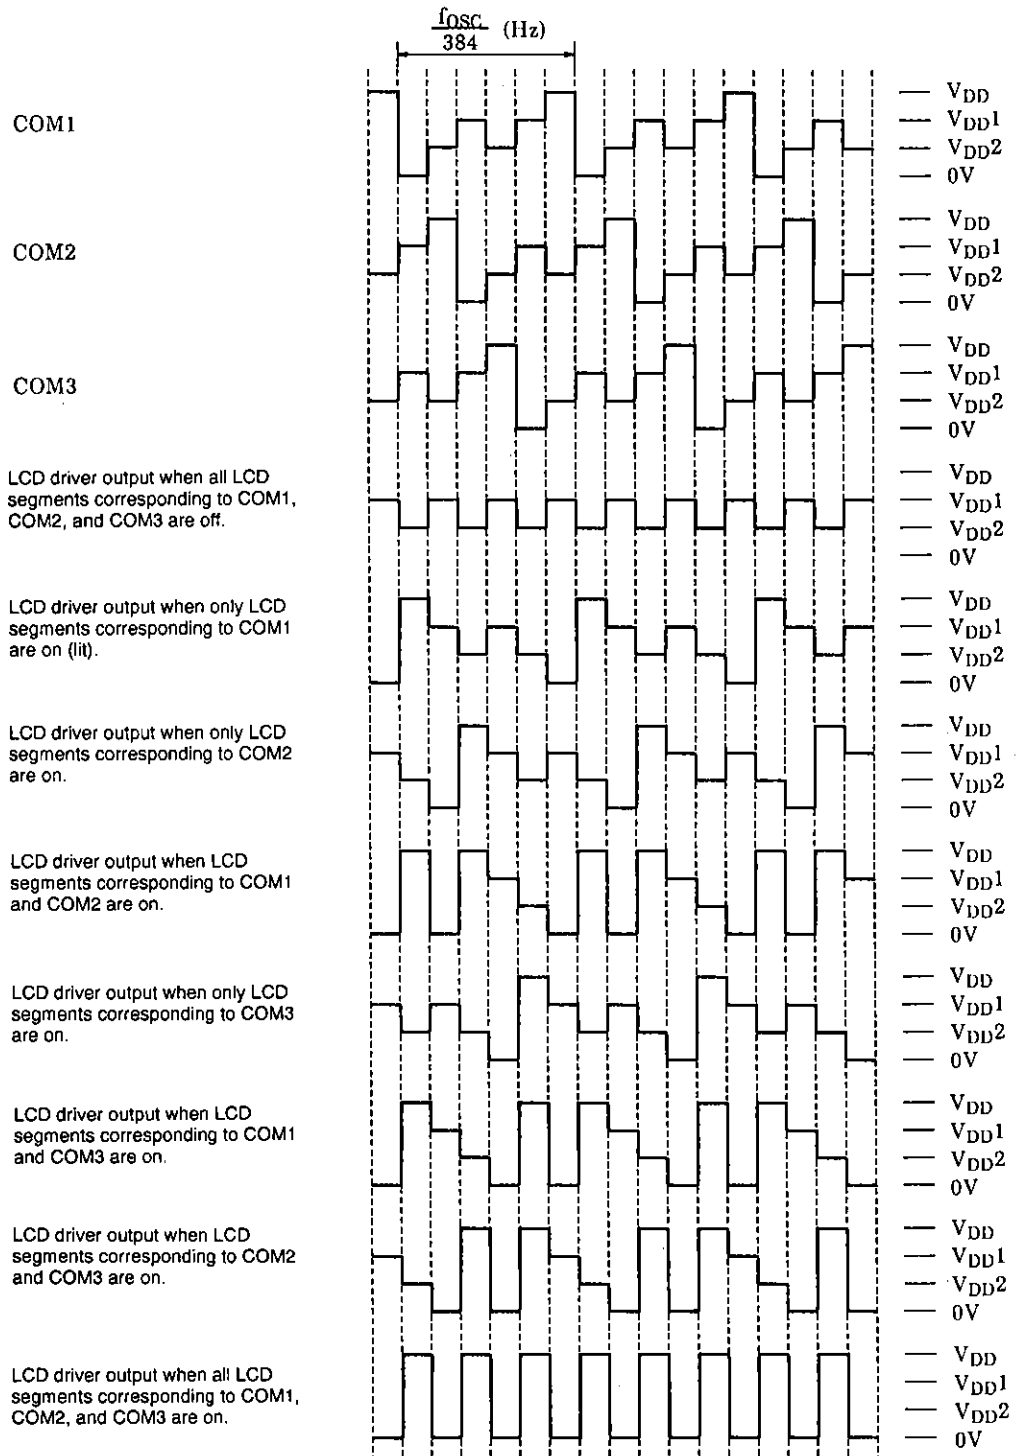 fOSC
384
(Hz)
COM1
VDD
VDD1
VDD2
0V
COM2
VDD
VDD1
VDD2
0V
COM3
VDD
VDD1
VDD2
0V
LCD driver output when all LCD
segments corresponding to COM1,
COM2, and COM3 are off.
VDD
VDD1
VDD2
0V
LCD driver output when only LCD
segments corresponding to COM1
are on (lit).
VDD
VDD1
VDD2
0V
LCD driver output when only LCD
segments corresponding to COM2
are on.
VDD
VDD1
VDD2
0V
LCD driver output when LCD
segments corresponding to COM1
and COM2 are on.
VDD
VDD1
VDD2
0V
LCD driver output when only LCD
segments corresponding to COM3
are on.
VDD
VDD1
VDD2
0V
LCD driver output when LCD
segments corresponding to COM1
and COM3 are on.
VDD
VDD1
VDD2
0V
LCD driver output when LCD
segments corresponding to COM2
and COM3 are on.
VDD
VDD1
VDD2
0V
LCD driver output when all LCD
segments corresponding to COM1,
COM2, and COM3 are on.
VDD
VDD1
VDD2
0V